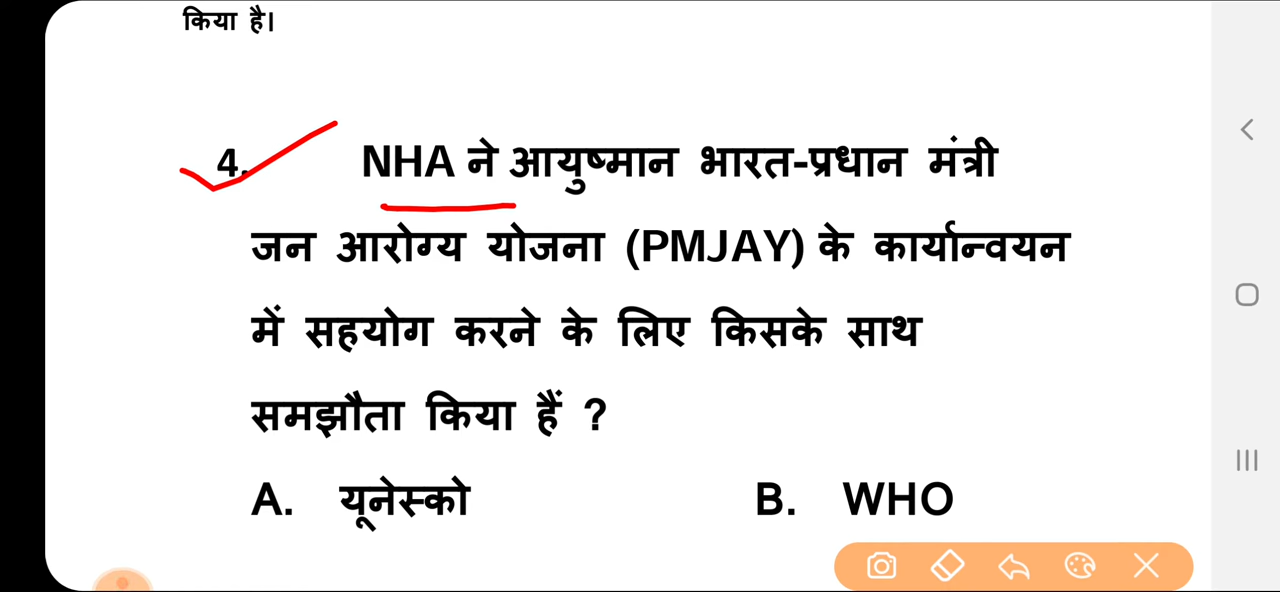 किया है।
4. NHA ने आयुष्मान भारत-प्रधान मंत्री
जन आरोग्य योजना (PMJAY) के कार्यान्वयन
में सहयोग करने के लिए किसके साथ
समझौता किया हैं ?
A. यूनेस्को B. WHO